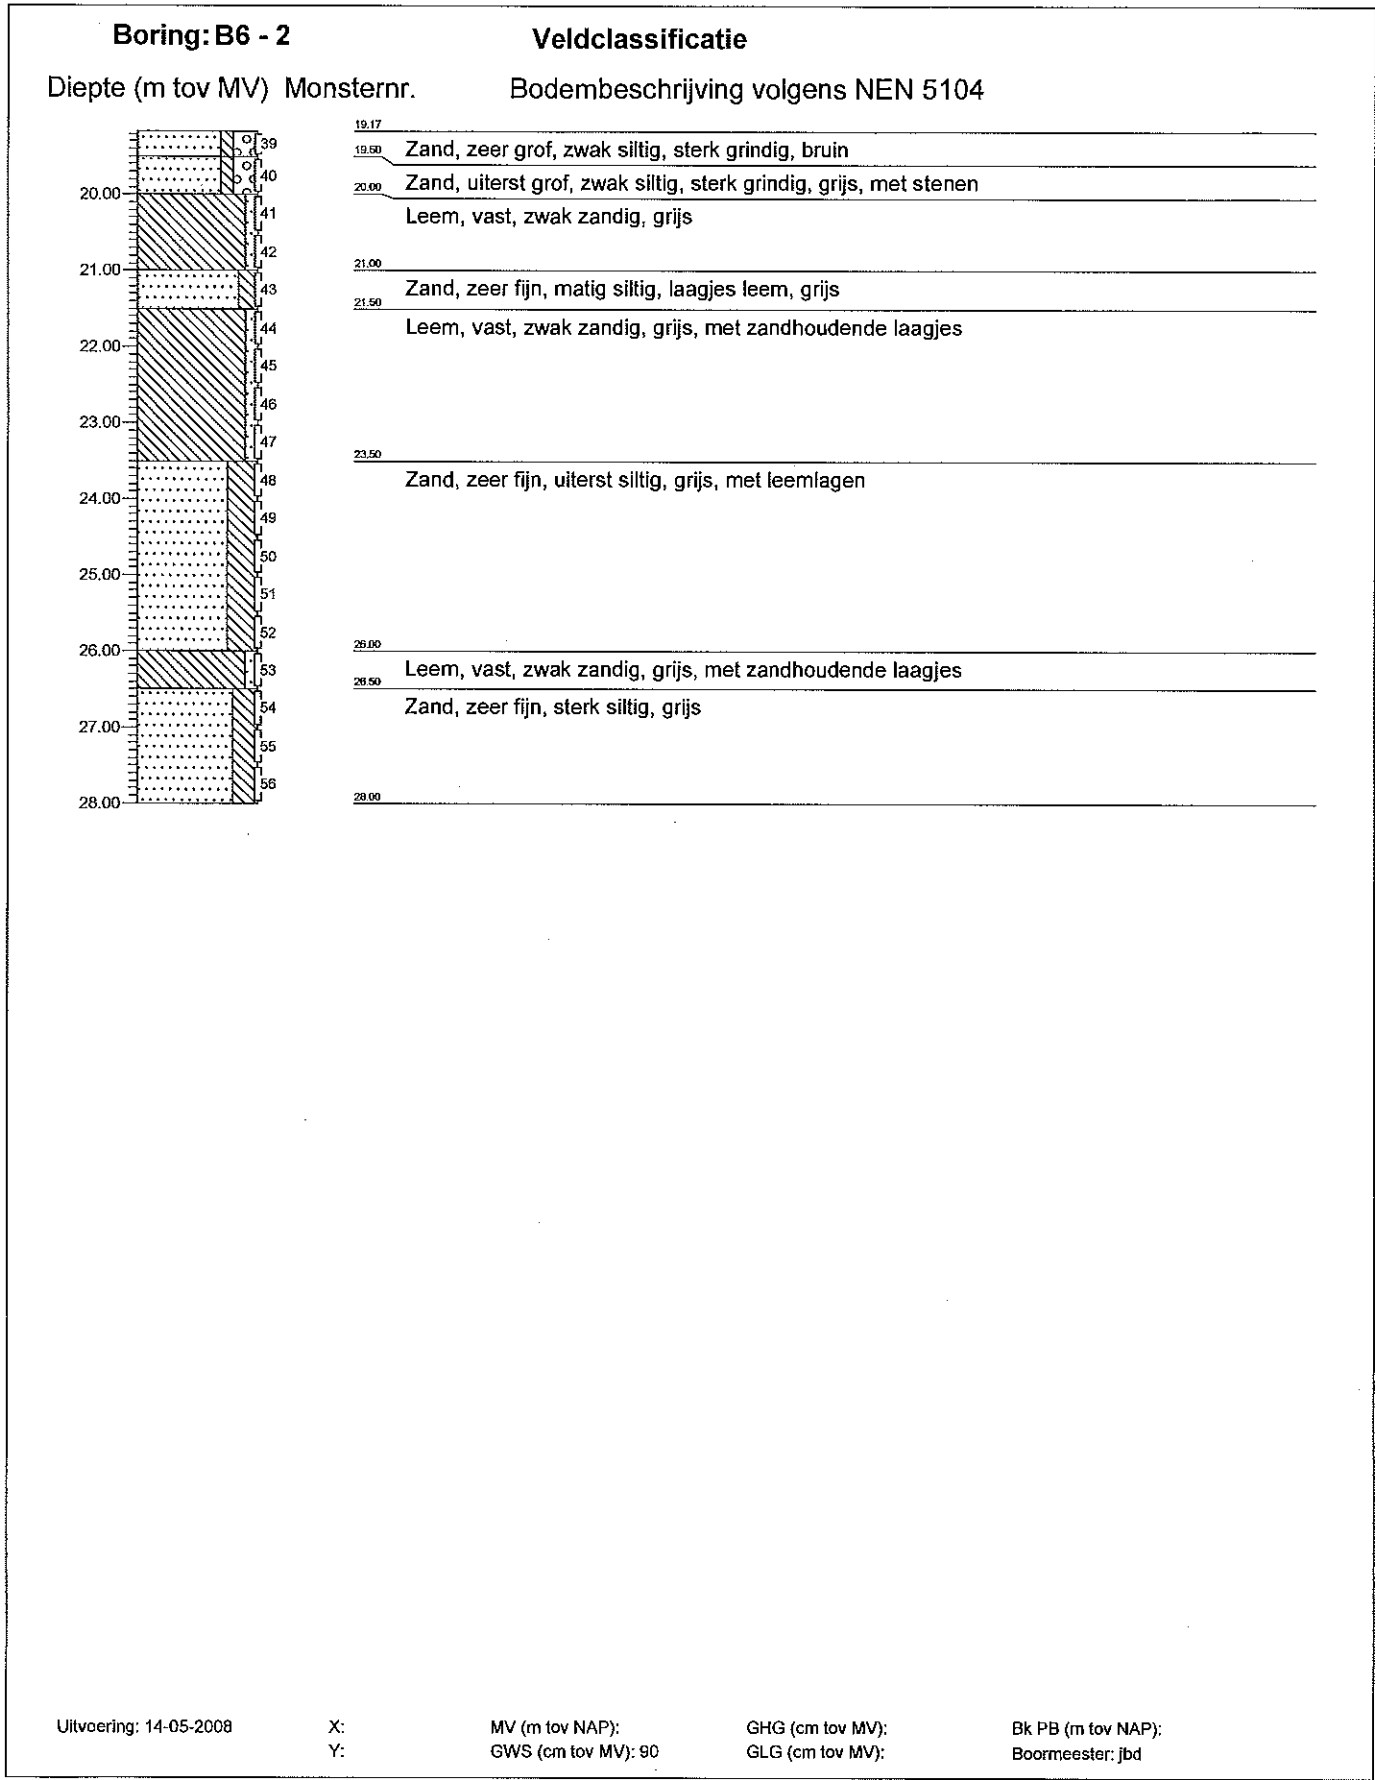 Boring: B6 - 2 Veldclassificatie
Diepte (m tov MV) Monsternr. Bodembeschrijving volgens NEN 5104
19.17
39
19.50 Zand, zeer grof, zwak siltig, sterk grindig, bruin
40
20.00 20.00 Zand, uiterst grof, zwak siltig, sterk grindig, grijs, met stenen
41 Leem, vast, zwak zandig, grijs
42
21.00 21.00
43 Zand, zeer fijn, matig siltig, laagjes leem, grijs
21.50
44 Leem, vast, zwak zandig, grijs, met zandhoudende laagjes
22.00
45
46
23.00
47
23.50
48 Zand, zeer fijn, uiterst siltig, grijs, met leemlagen
24.00
49
50
25.00
51
52
26.00 26.00
53 Leem, vast, zwak zandig, grijs, met zandhoudende laagjes
26.50
54 Zand, zeer fijn, sterk siltig, grijs
27.00
55
56
28.00 28.00
Uitvoering: 14-05-2008 X: MV (m tov NAP): GHG (cm tov MV): Bk PB (m tov NAP):
Y: GWS (cm tov MV): 90 GLG (cm tov MV): Boormeester: jbd